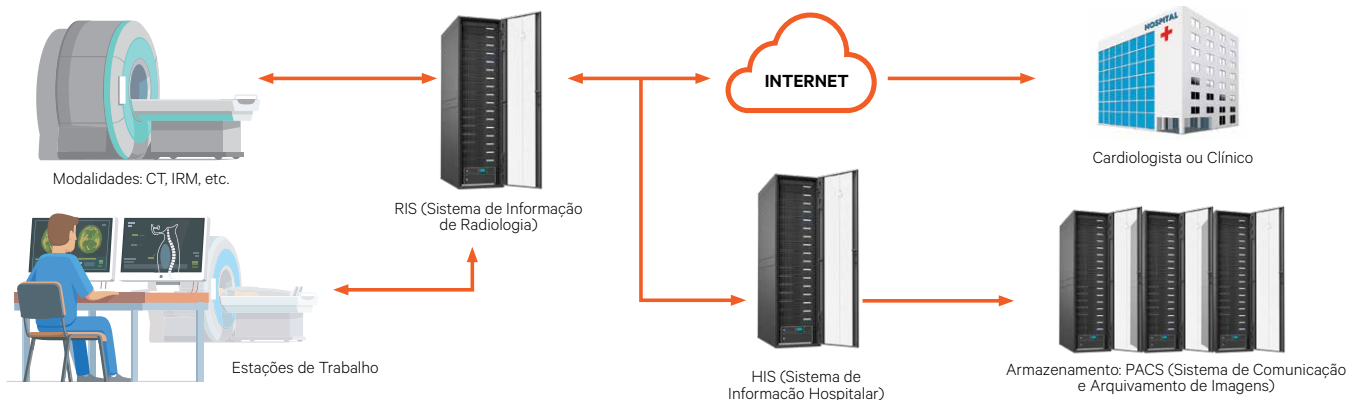 HOSPITAL
INTERNET
Cardiologista ou Clínico
Modalidades: CT, IRM, etc.
RIS (Sistema de Informação
de Radiologia)
Estações de Trabalho
HIS (Sistema de
Informação Hospitalar)
Armazenamento: PACS (Sistema de Comunicação
e Arquivamento de Imagens)